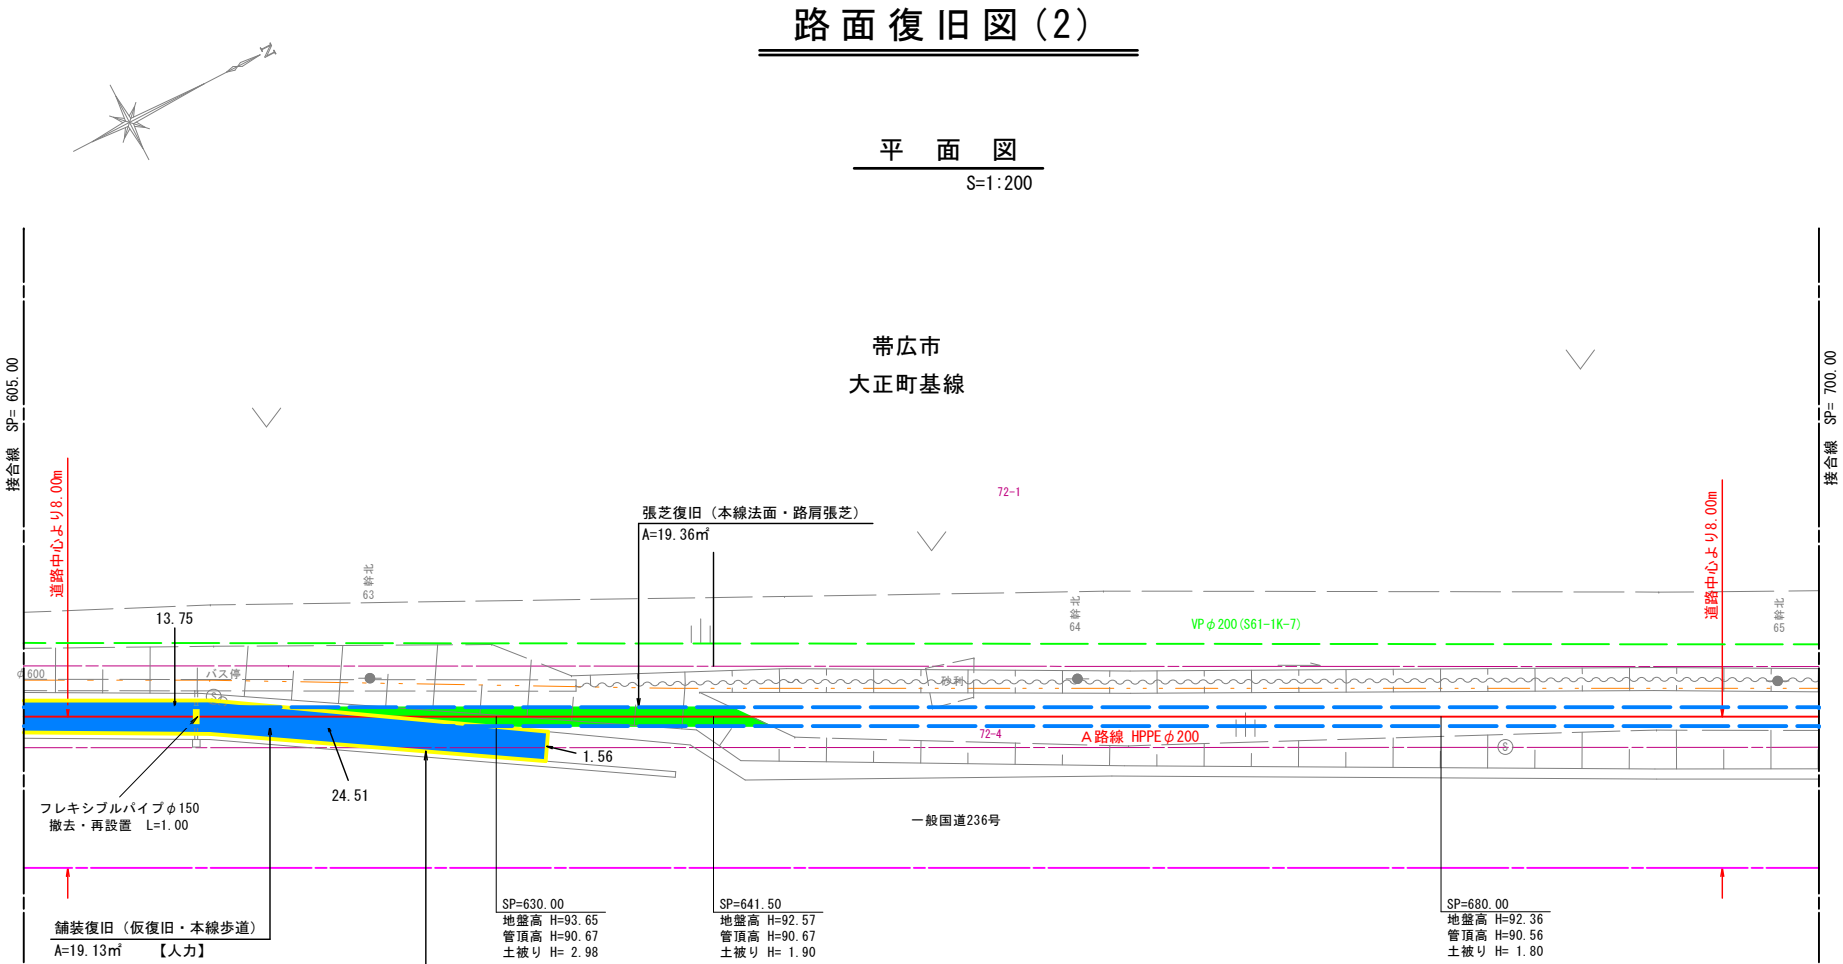 路面復旧図(2)
N
平 面 図
S=1:200
帯広市
大正町基線
接合線 SP= 605.00
接合線 SP= 700.00
道路中心より8.00m
道路中心より8.00m
72-1
張芝復旧（本線法面・路肩張芝）
A=19.36㎡
幹北
63
幹北
64
幹北
65
13.75
VPφ200(S61-1K-7)
φ600
バス停
S
砂利
72-4
A路線 HPPEφ200
S
1.56
24.51
フレキシブルパイプφ150
撤去・再設置 L=1.00
一般国道236号
舗装復旧（仮復旧・本線歩道）
A=19.13㎡ 【人力】
SP=630.00
地盤高 H=93.65
管頂高 H=90.67
土被り H= 2.98
SP=641.50
地盤高 H=92.57
管頂高 H=90.67
土被り H= 1.90
SP=680.00
地盤高 H=92.36
管頂高 H=90.56
土被り H= 1.80